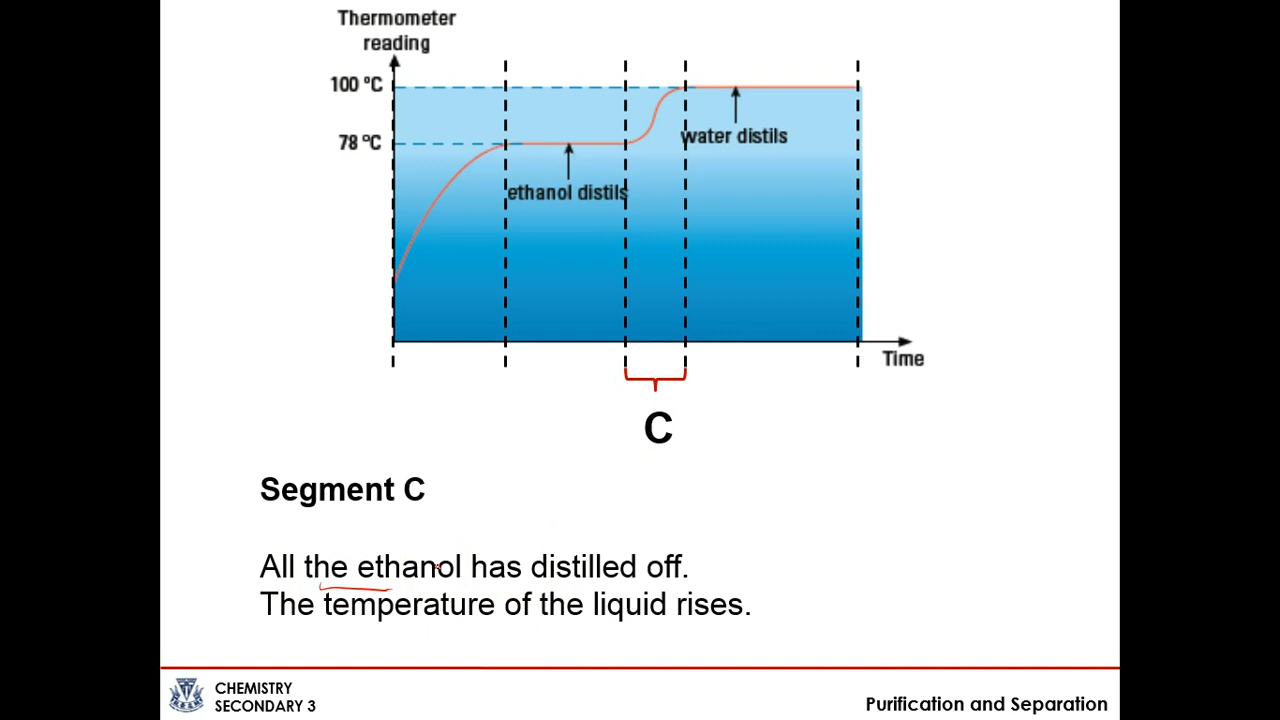 Thermometer
reading
100 °C
78 °C
water distils
ethanol distils
Time
C
Segment C
All the ethanol has distilled off.
The temperature of the liquid rises.
CHEMISTRY
SECONDARY 3
Purification and Separation